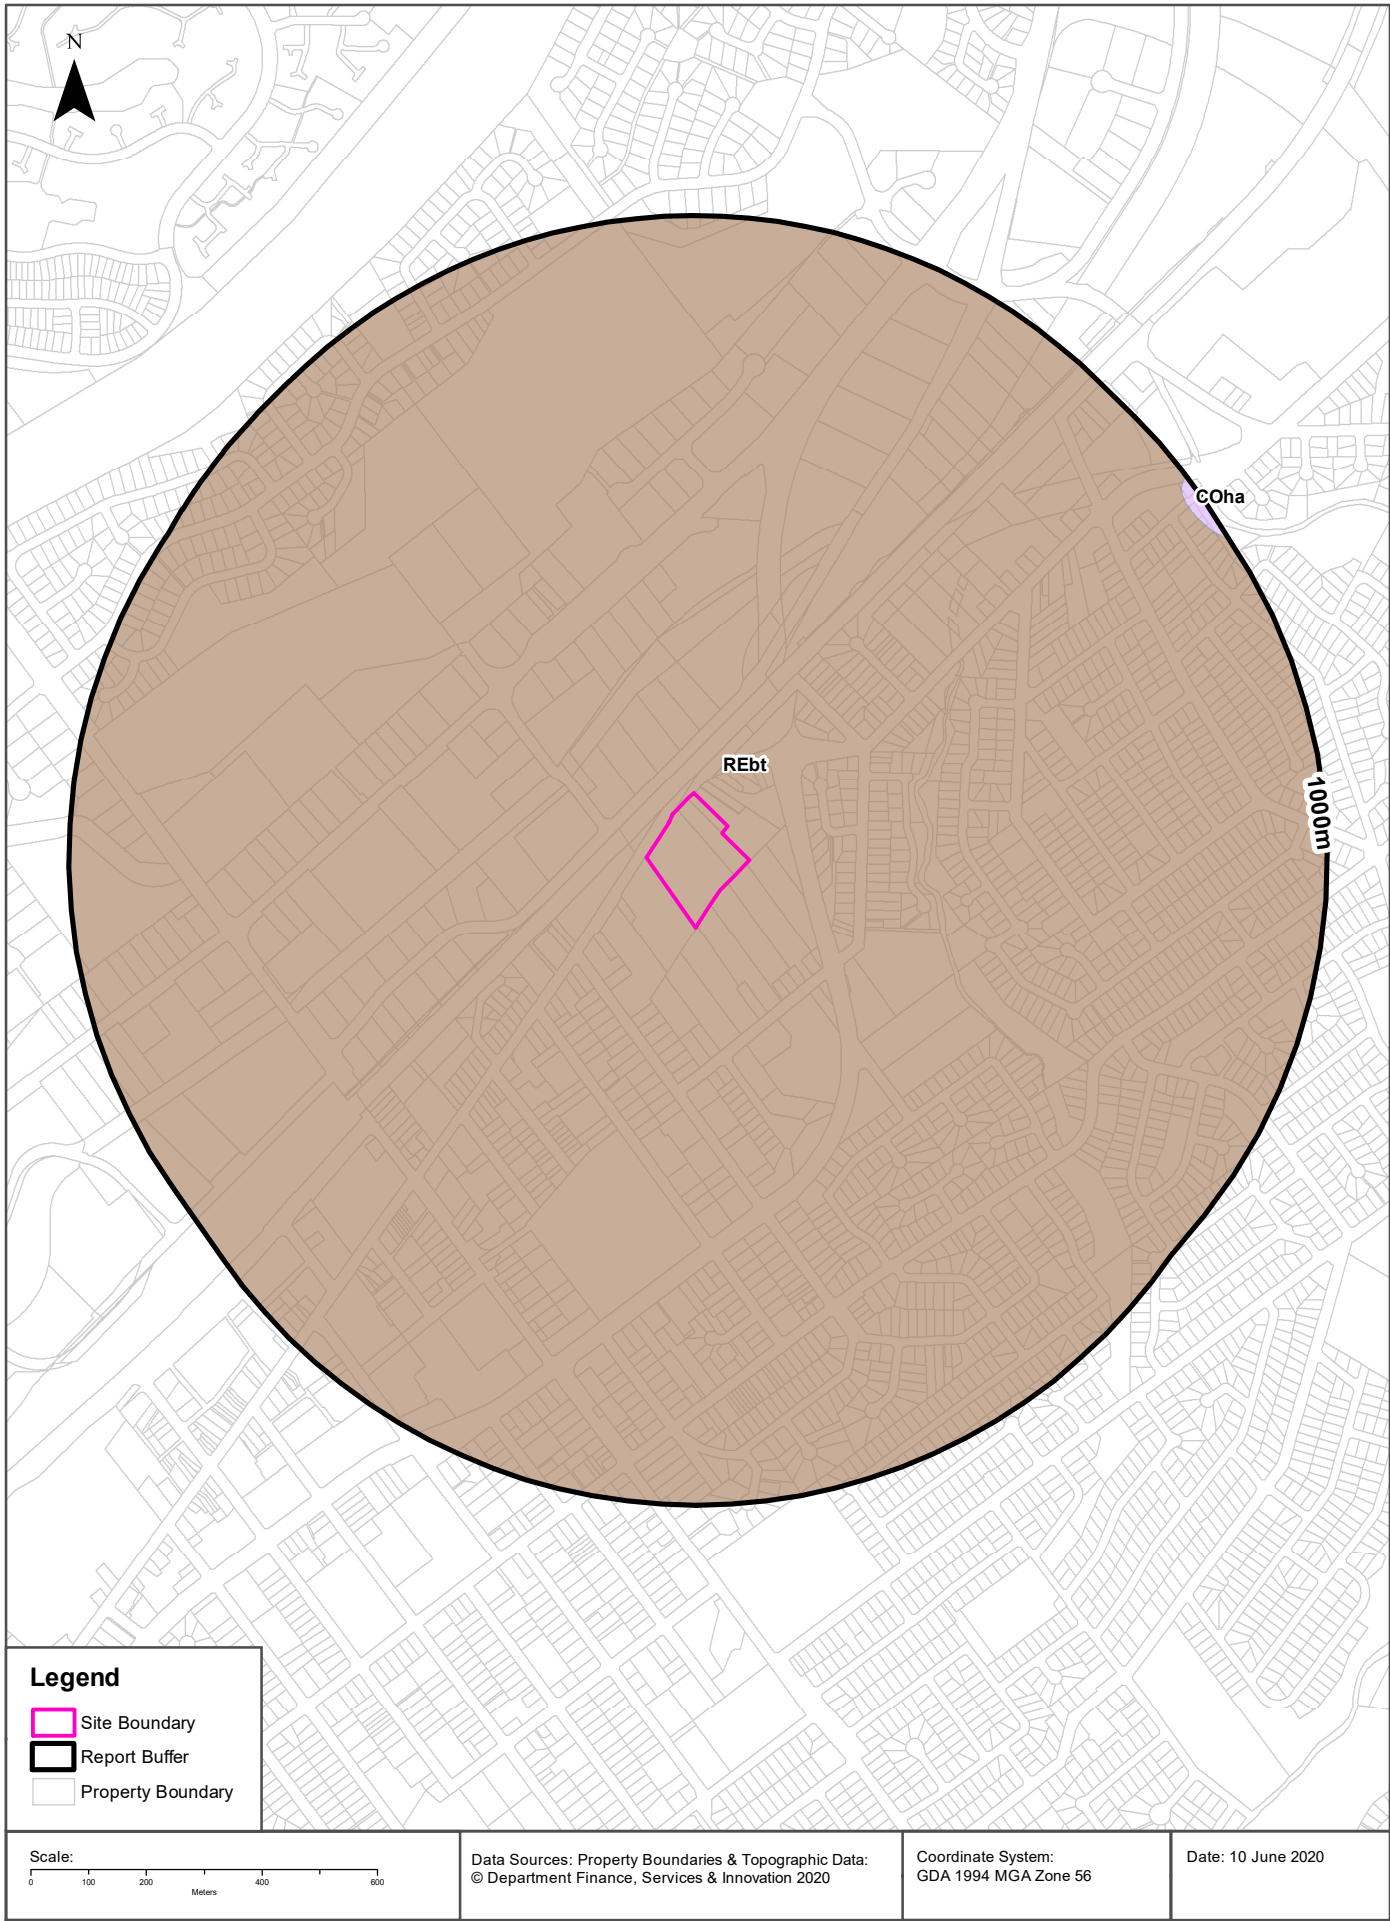 N
COha
REbt
1000m
Legend
Site Boundary
Report Buffer
Property Boundary
Scale:
0 100 200 400 600
Meters
Data Sources: Property Boundaries & Topographic Data:
© Department Finance, Services & Innovation 2020
Coordinate System:
GDA 1994 MGA Zone 56
Date: 10 June 2020